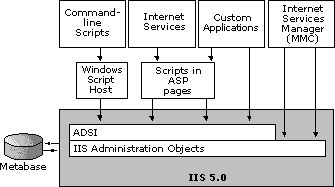 Command-
line
Scripts
Internet
Services
Custom
Applications
Internet
Services
Manager
(MMC)
Windows
Script
Host
Scripts in
ASP
pages
ADSI
IIS Administration Objects
Metabase
IIS 5.0